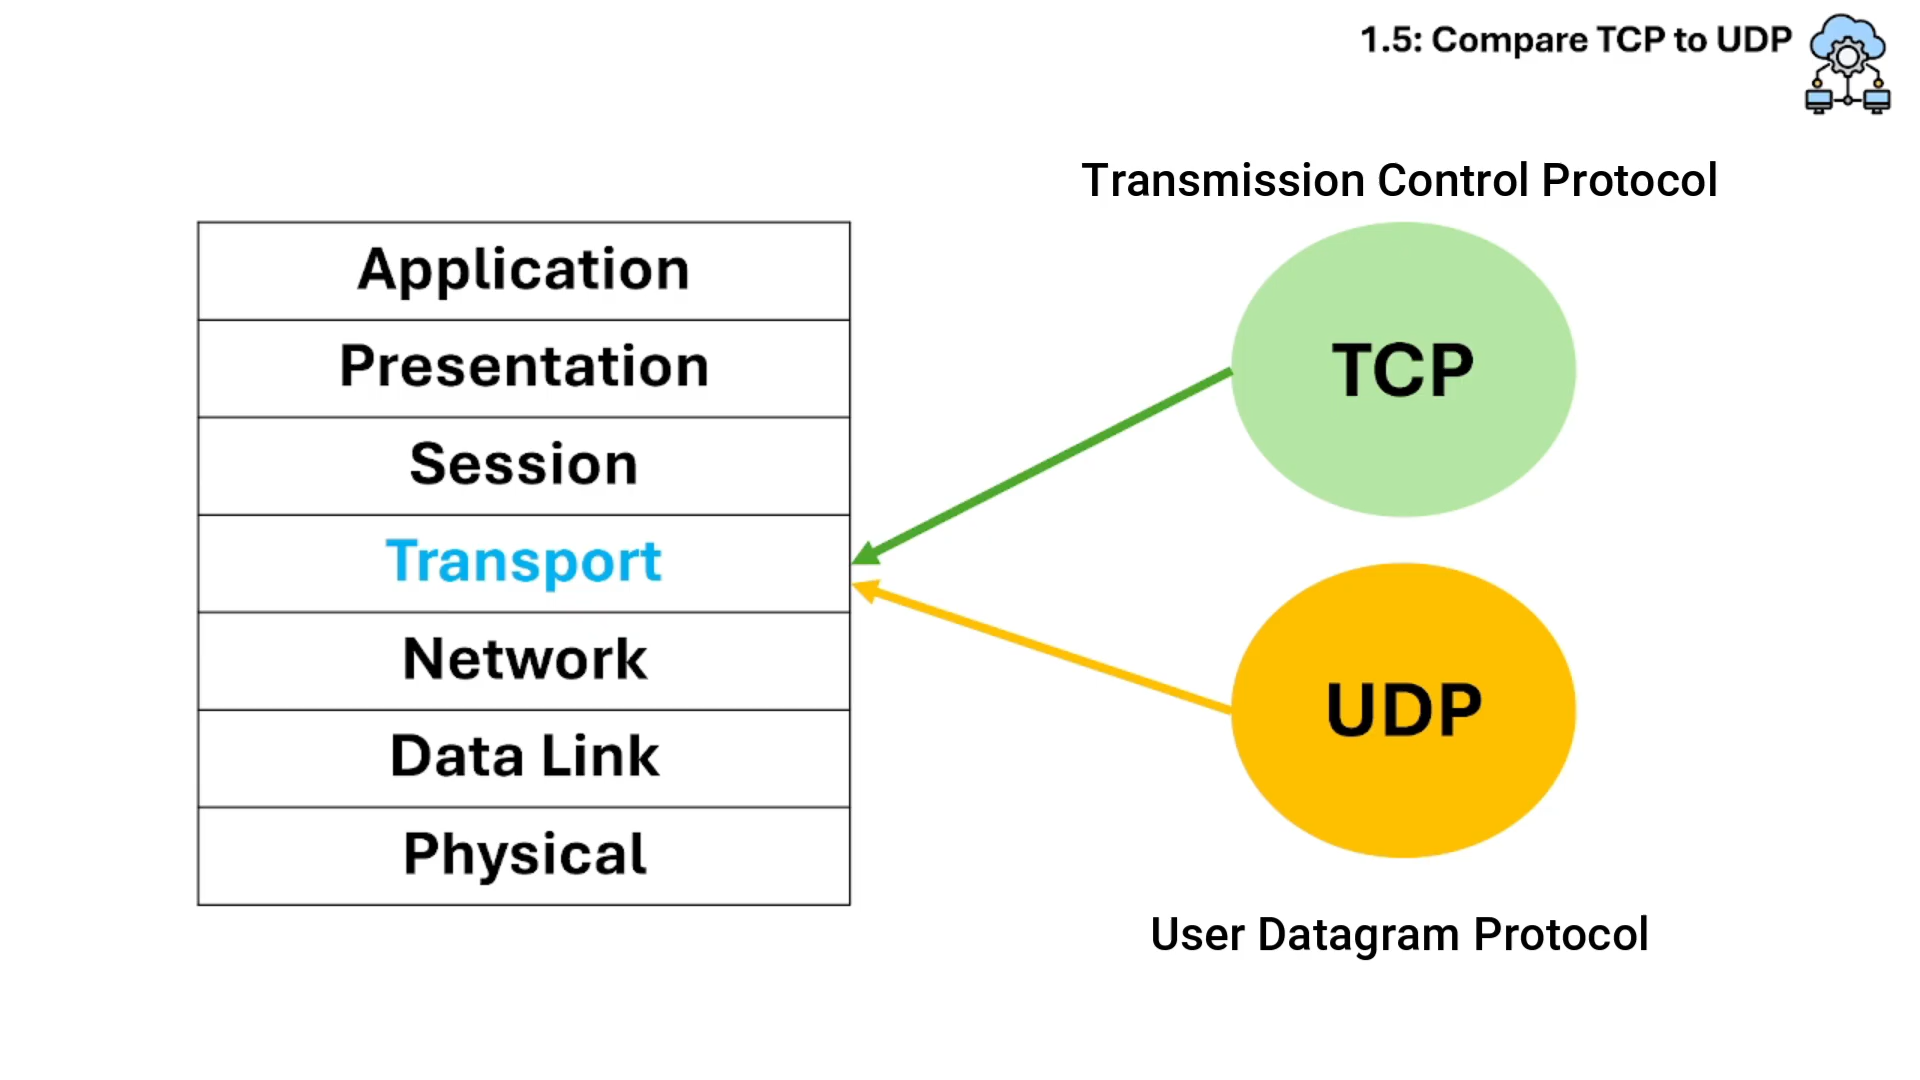 1.5: Compare TCP to UDP
Transmission Control Protocol
Application
Presentation
Session
Transport
Network
Data Link
Physical
TCP
UDP
User Datagram Protocol